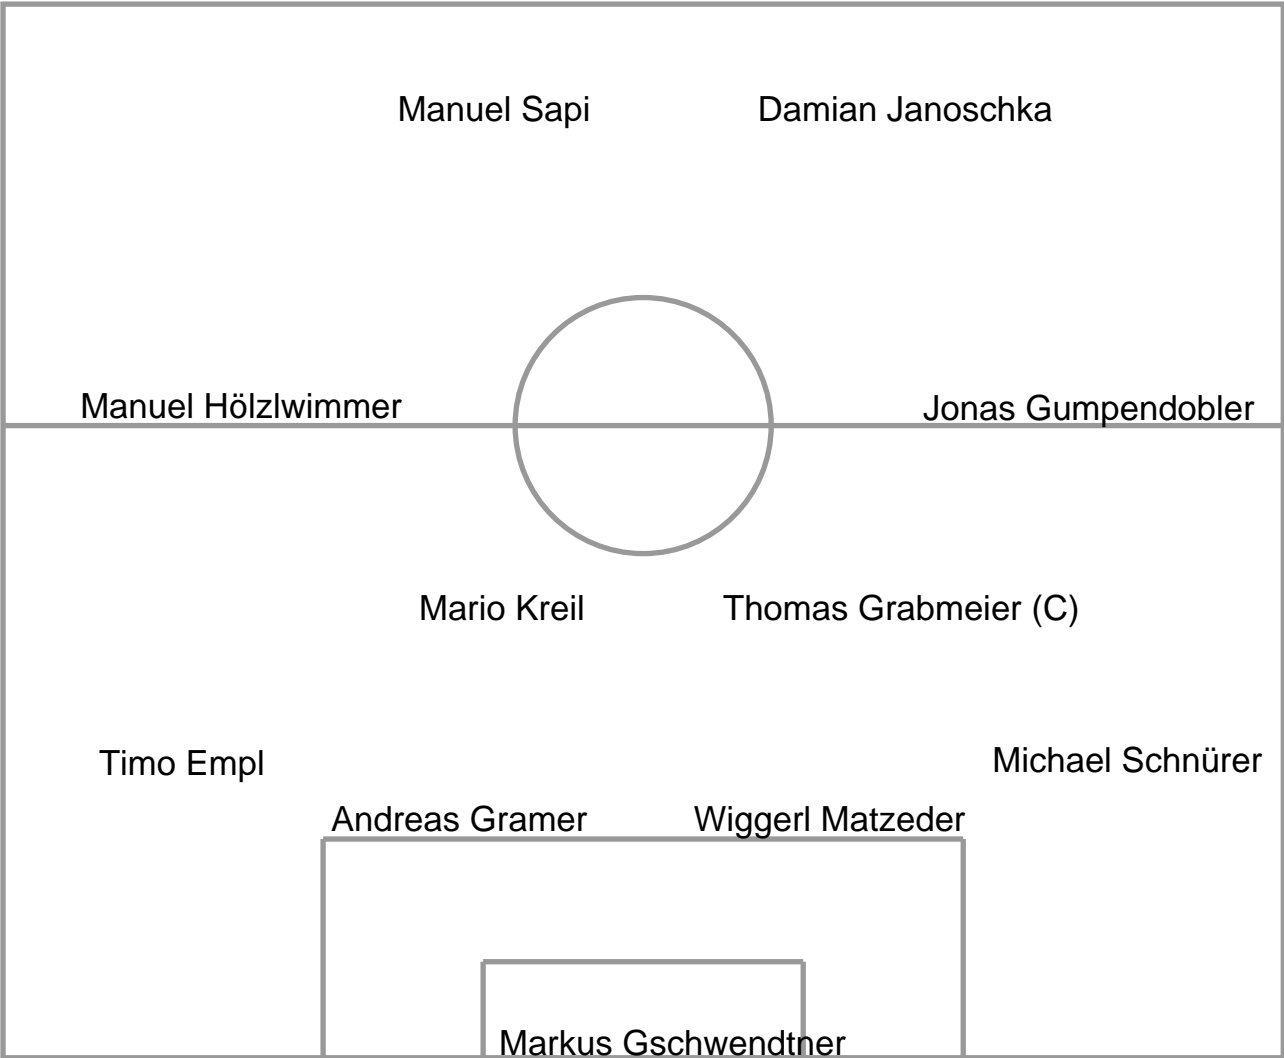 Manuel Sapi
Damian Janoschka
Manuel Hölzlwimmer
Jonas Gumpendobler
Mario Kreil
Thomas Grabmeier (C)
Timo Empl
Michael Schnürer
Andreas Gramer
Wiggerl Matzeder
Markus Gschwendtner